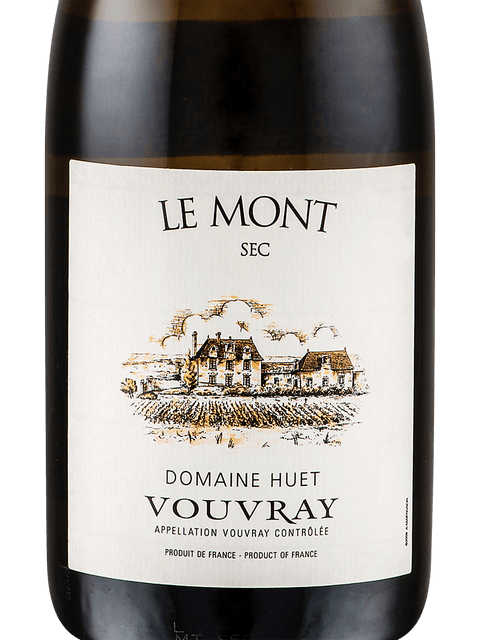 LE MONT
SEC
DOMAINE HUET
VOUVRAY
APPELLATION VOUVRAY CONTRÔLÉE
PRODUIT DE FRANCE - PRODUCT OF FRANCE